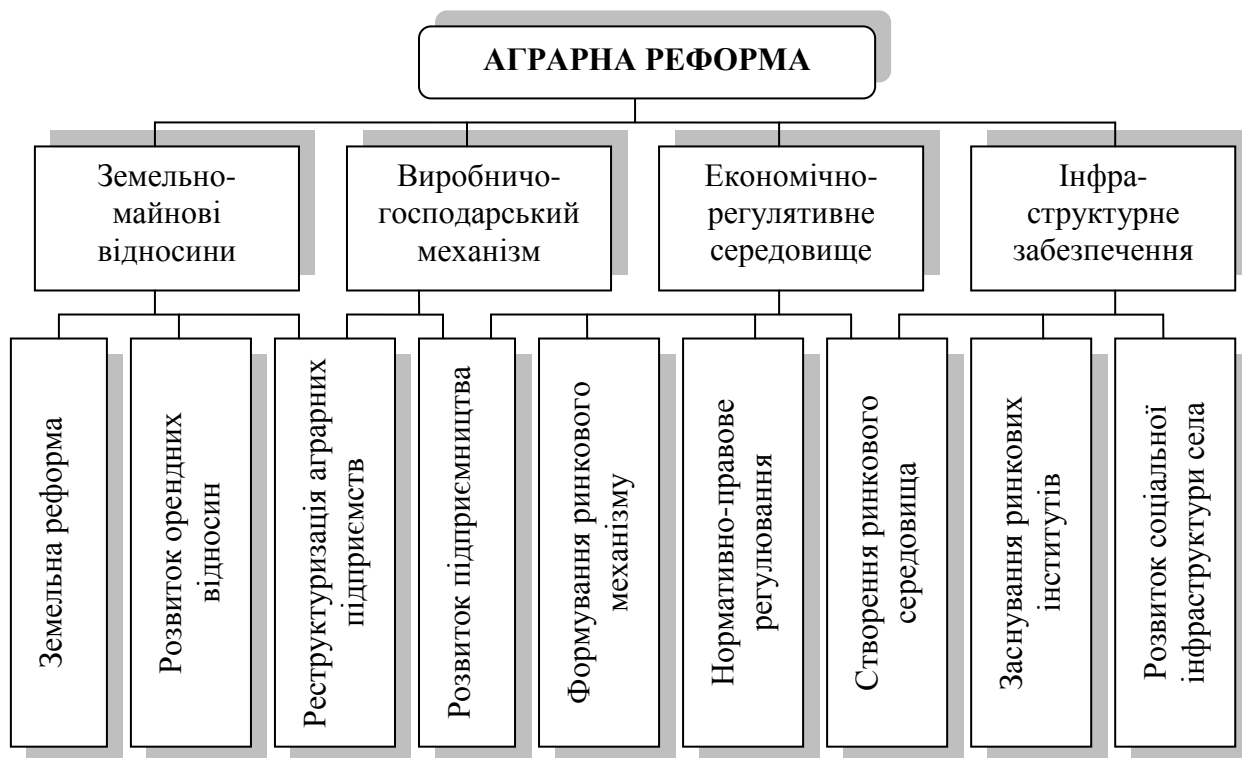 АГРАРНА РЕФОРМА
Земельно-
майнові
відносини
Виробничо-
господарський
механізм
Економічно-
регулятивне
середовище
Інфра-
структурне
забезпечення
Земельна реформа
Розвиток орендних
відносин
Реструктуризація аграрних
підприємств
Розвиток підприємництва
Формування ринкового
механізму
Нормативно-правове
регулювання
Створення ринкового
середовища
Заснування ринкових
інститутів
Розвиток соціальної
інфраструктури села